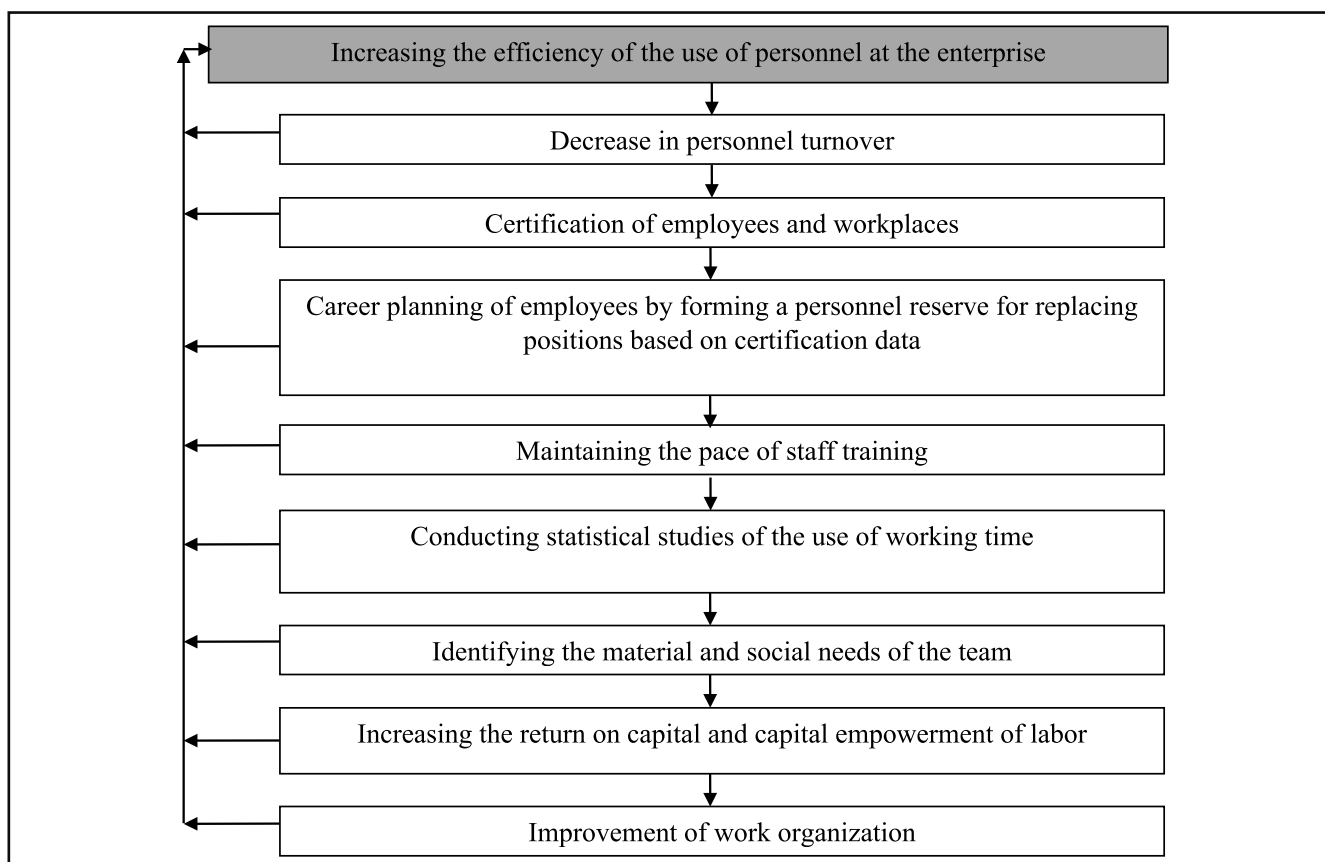 Increasing the efficiency of the use of personnel at the enterprise
Decrease in personnel turnover
Certification of employees and workplaces
Career planning of employees by forming a personnel reserve for replacing
positions based on certification data
Maintaining the pace of staff training
Conducting statistical studies of the use of working time
Identifying the material and social needs of the team
Increasing the return on capital and capital empowerment of labor
Improvement of work organization